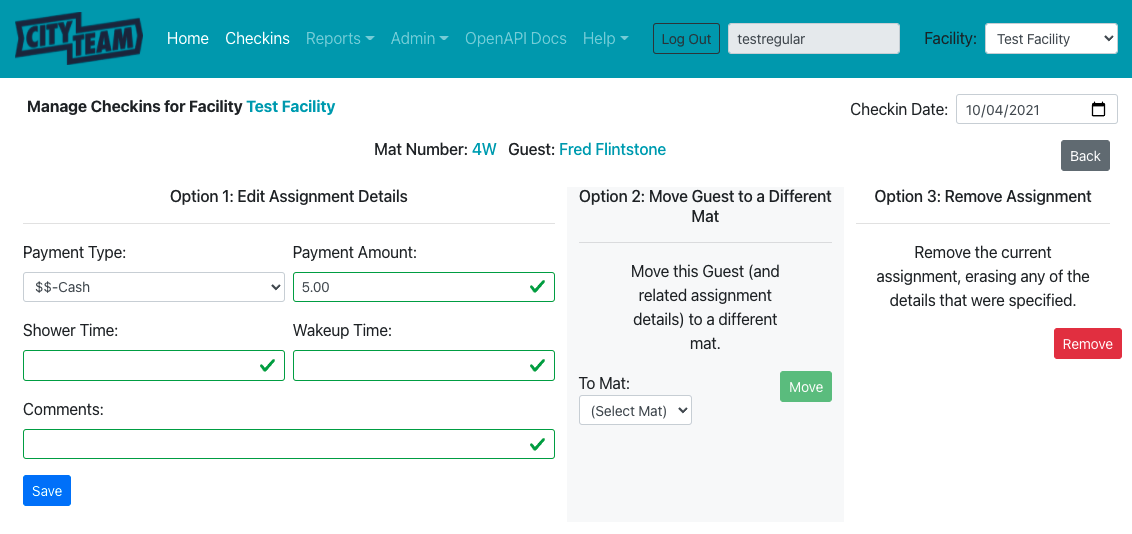 CITY TEAM Home Checkins Reports Admin OpenAPI Docs Help Log Out testregular Facility: Test Facility
Manage Checkins for Facility Test Facility
Checkin Date: 10/04/2021
Mat Number: 4W Guest: Fred Flintstone
Back
Option 1: Edit Assignment Details
Payment Type: Payment Amount:
$$-Cash 5.00
Shower Time: Wakeup Time:
Comments:
Save
Option 2: Move Guest to a Different
Mat
Move this Guest (and
related assignment
details) to a different
mat.
To Mat:
(Select Mat)
Move
Option 3: Remove Assignment
Remove the current
assignment, erasing any of the
details that were specified.
Remove